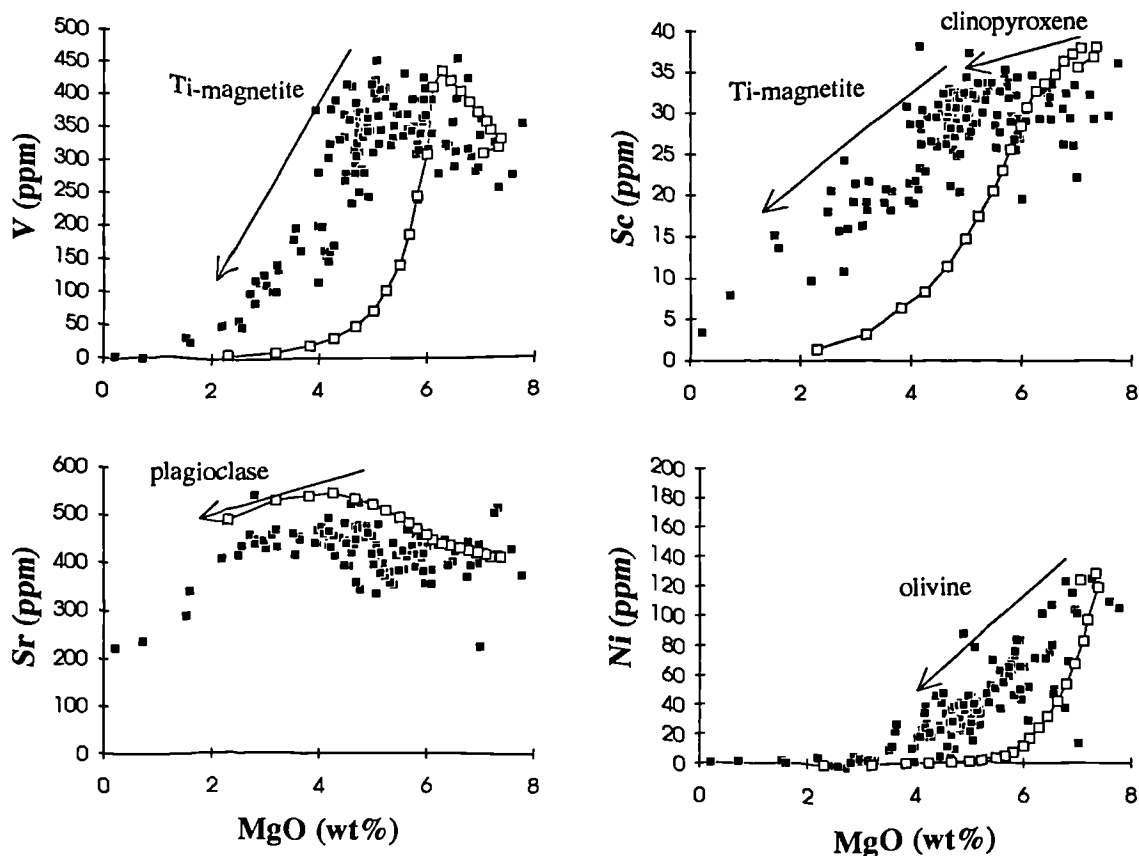 V (ppm)
500
450
400
350
300
250
200
150
100
50
0
0 2 4 6 8
Ti-magnetite
Sc (ppm)
40
35
30
25
20
15
10
5
0
0 2 4 6 8
clinopyroxene
Ti-magnetite
Sr (ppm)
600
500
400
300
200
100
0
0 2 4 6 8
plagioclase
MgO (wt%)
Ni (ppm)
200
180
160
140
120
100
80
60
40
20
0
0 2 4 6 8
olivine
MgO (wt%)